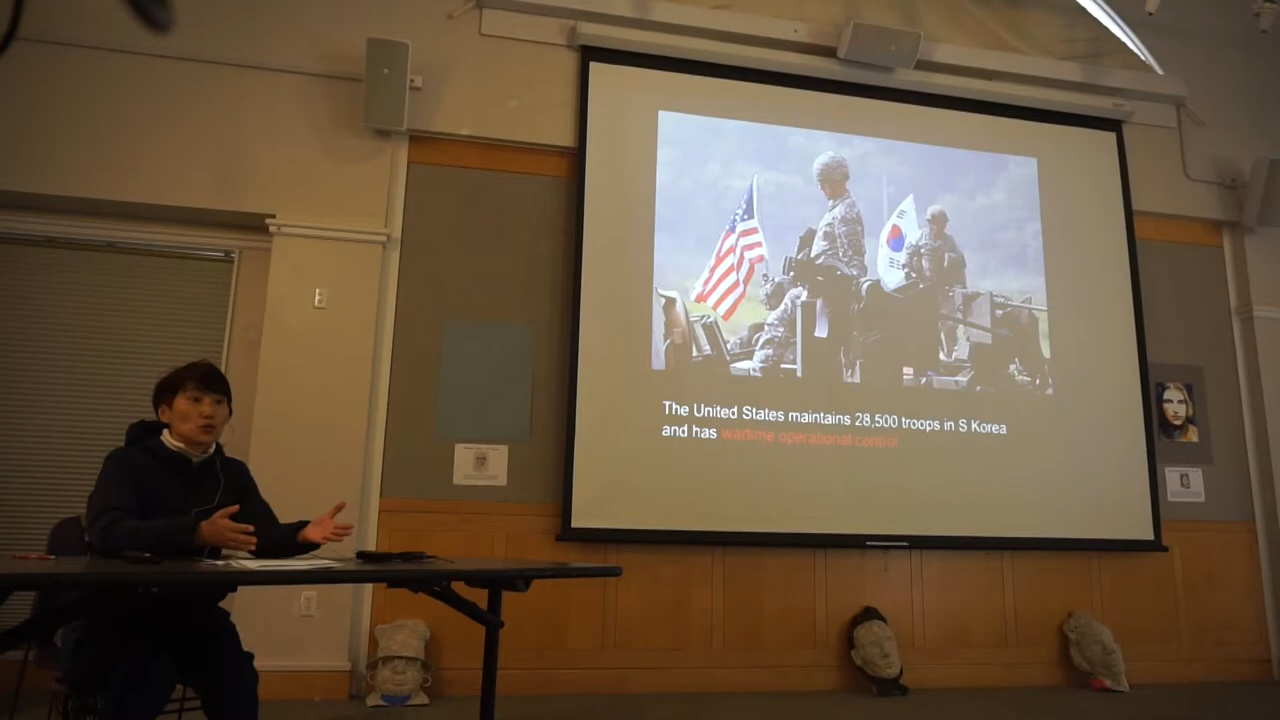 The United States maintains 28,500 troops in S Korea
and has wartime operational control